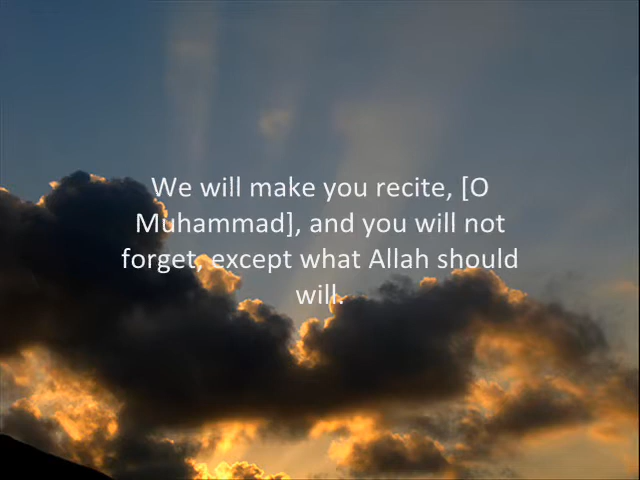 We will make you recite, [O
Muhammad], and you will not
forget, except what Allah should
will.